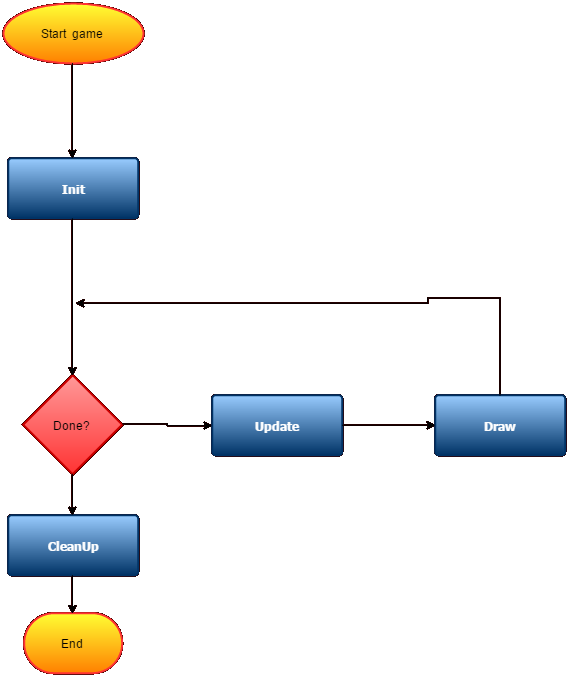 Start game
Init
Done?
Update
Draw
CleanUp
End